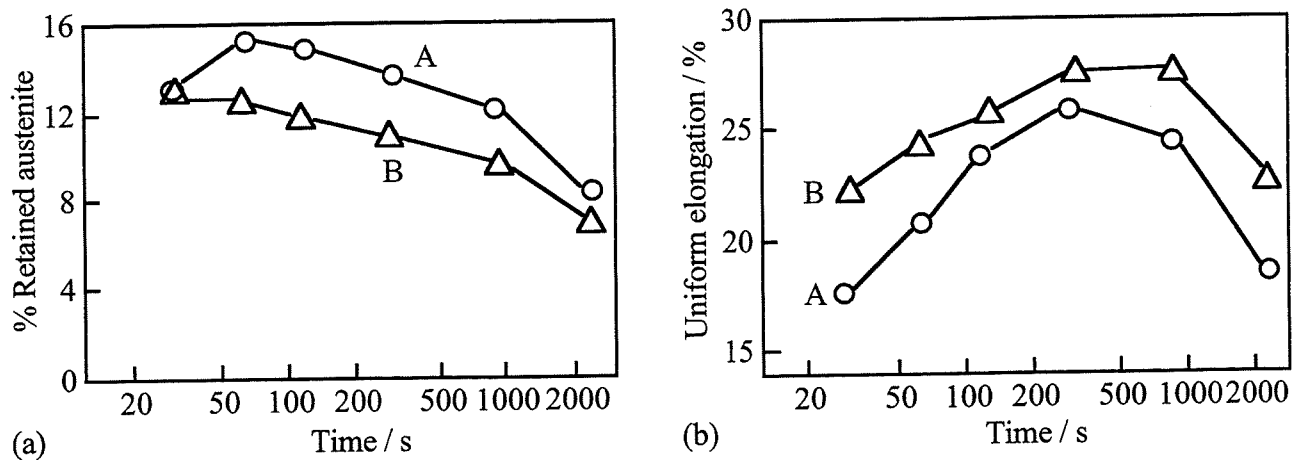 16
12
8
4
0
% Retained austenite
A
B
20 50 100 200 500 1000 2000
Time / s
(a)
30
25
20
15
Uniform elongation / %
B
A
20 50 100 200 500 1000 2000
Time / s
(b)